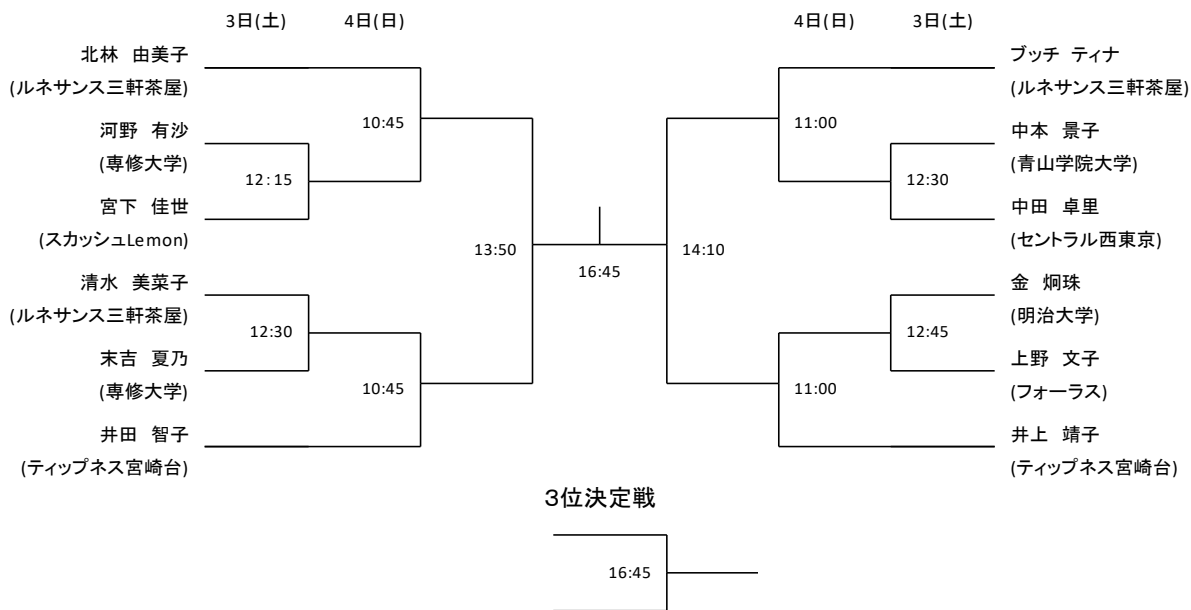 3日(土)
4日(日)
4日(日)
3日(土)
北林 由美子
(ルネサンス三軒茶屋)
10:45
河野 有沙
(専修大学)
12:15
宮下 佳世
(スカッシュLemon)
13:50
清水 美菜子
(ルネサンス三軒茶屋)
12:30
末吉 夏乃
(専修大学)
10:45
井田 智子
(ティップネス宮崎台)
16:45
ブッチ ティナ
(ルネサンス三軒茶屋)
11:00
中本 景子
(青山学院大学)
12:30
中田 卓里
(セントラル西東京)
14:10
金 炯珠
(明治大学)
12:45
上野 文子
(フォーラス)
11:00
井上 靖子
(ティップネス宮崎台)
3位決定戦
16:45